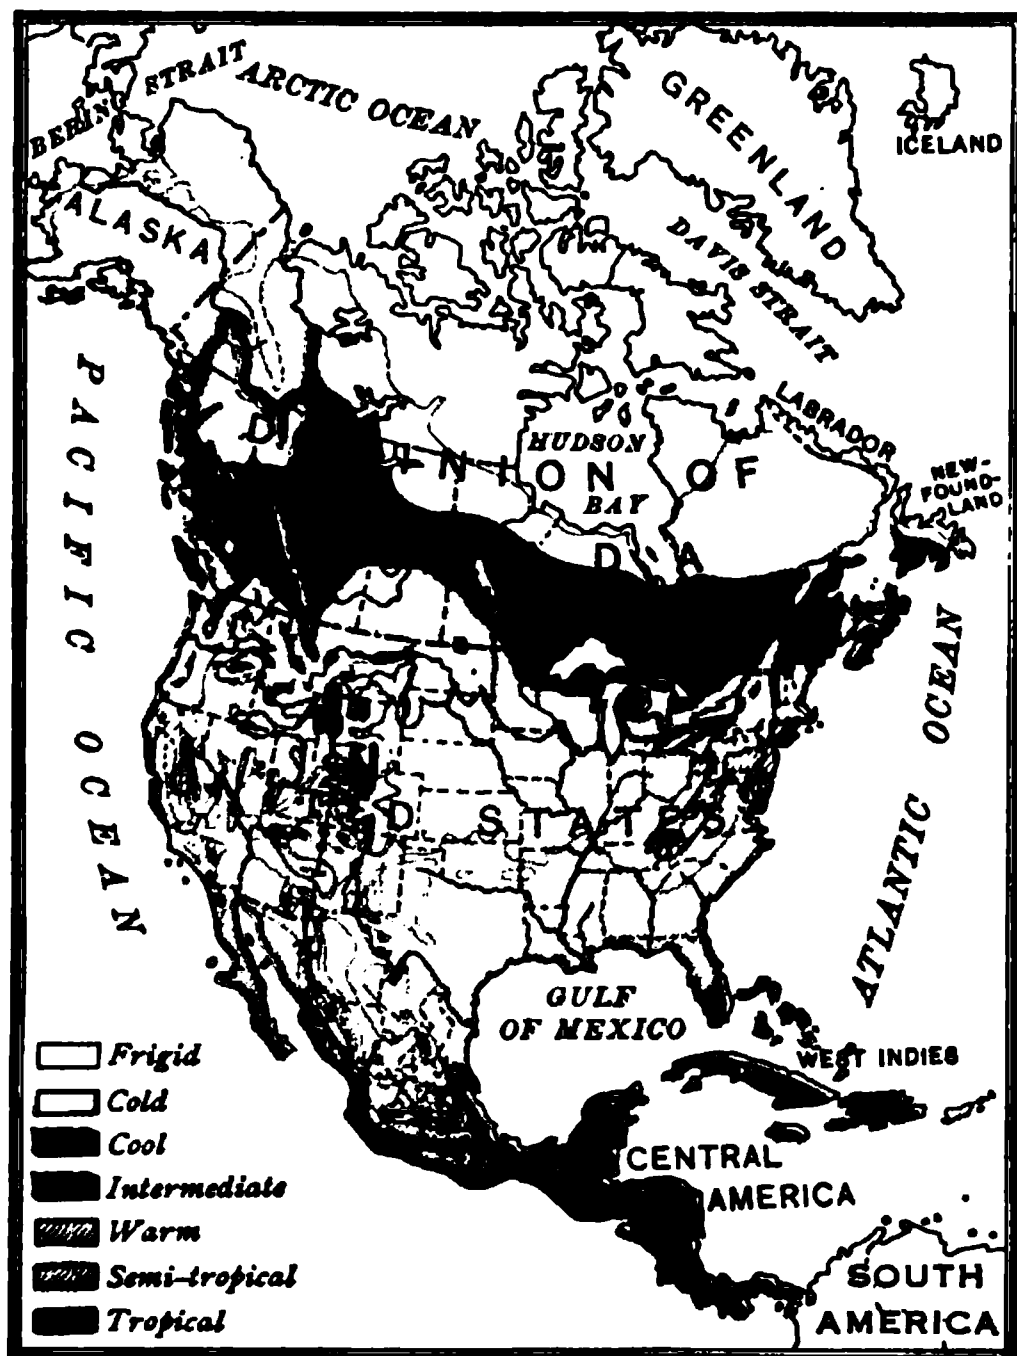 BERING STRAIT
ARCTIC OCEAN
GREENLAND
ICELAND
ALASKA
DAVIS STRAIT
LABRADOR
NEW-
FOUND-
LAND
HUDSON
BAY
D I N I O N O F
D A
PACIFIC OCEAN
ATLANTIC OCEAN
D STATES
GULF
OF MEXICO
WEST INDIES
CENTRAL
AMERICA
SOUTH
AMERICA
Frigid
Cold
Cool
Intermediate
Warm
Semi-tropical
Tropical